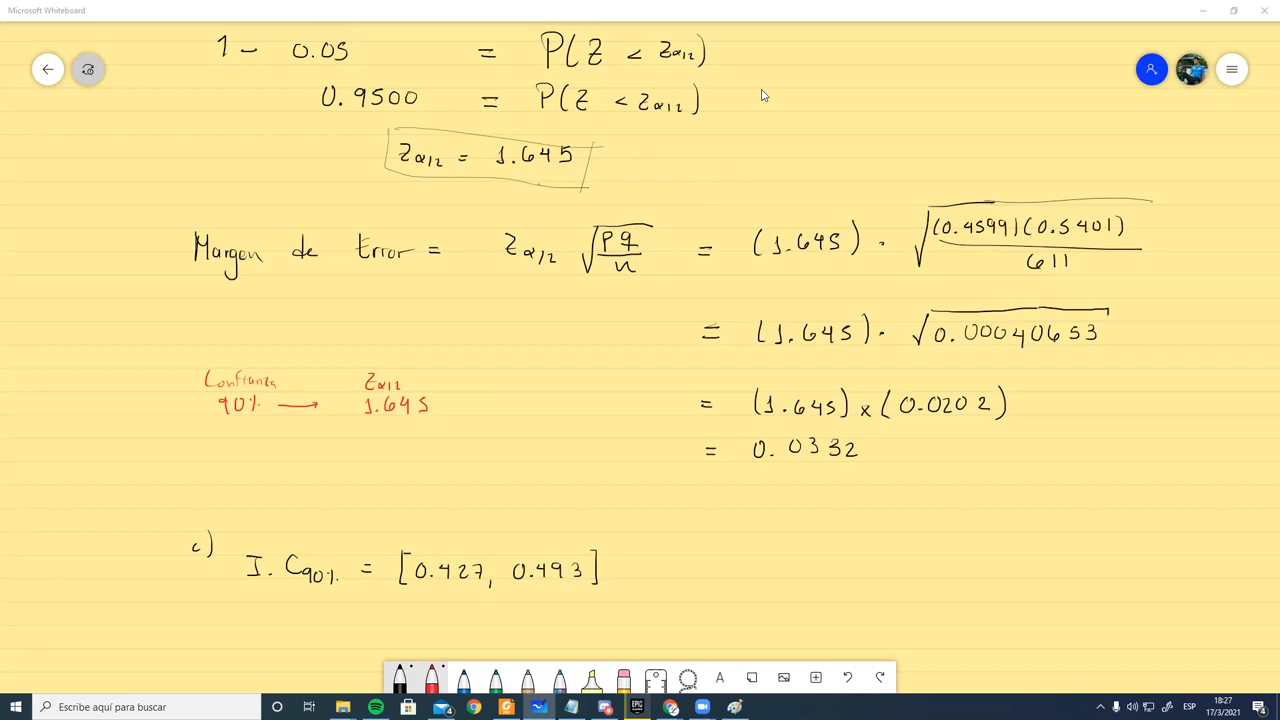 Microsoft Whiteboard
1 - 0.05 = P(Z < Zα/2)
0.9500 = P(Z < Zα/2)
Zα/2 = 1.645
Margen de Error = Zα/2 √(pq/n) = (1.645) · √((0.4599)(0.5401)/611)
= (1.645) · √0.00040653
Confianza Zα/2
90% → 1.645
= (1.645) x (0.0202)
= 0.0332
c)
I.C90% = [0.427, 0.493]
A
Escribe aquí para buscar
EPIC GAMES
ESP
18:27
17/3/2021